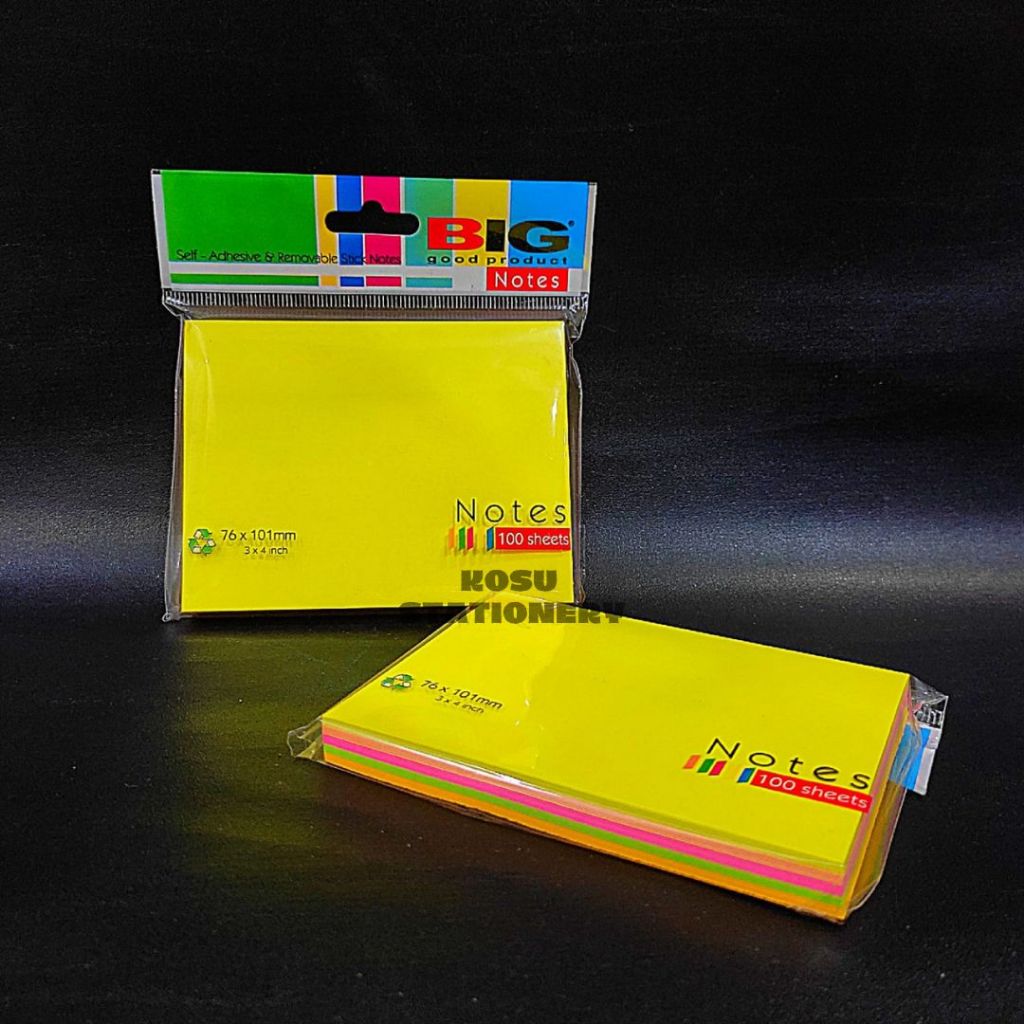 BIG®
good product
Self - Adhesive & Removable Stick Notes
Notes
Notes
76 x 101mm
100 sheets
3 x 4 inch
KOSU
STATIONERY
76 x 101mm
3 x 4 inch
Notes
100 sheets